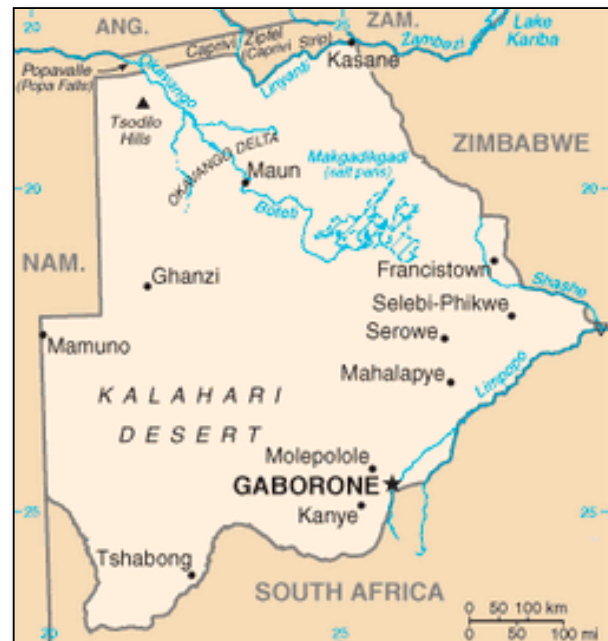 20
ANG.
25
ZAM.
Lake
Kariba
Caprivi Zipfel
(Caprivi Strip)
Zambezi
Kasane
Popavalle
(Popa Falls)
Okavango
Linyanti
Tsodilo
Hills
ZIMBABWE
OKAVANGO DELTA
Makgadikgadi
(salt pans)
20
Maun
20
Boteti
NAM.
Francistown
Ghanzi
Shashe
Selebi-Phikwe
Serowe
Mamuno
Mahalapye
Limpopo
KALAHARI
DESERT
Molepolole
GABORONE
25
Kanye
25
Tshabong
SOUTH AFRICA
0 50 100 km
0 50 100 mi
20
25